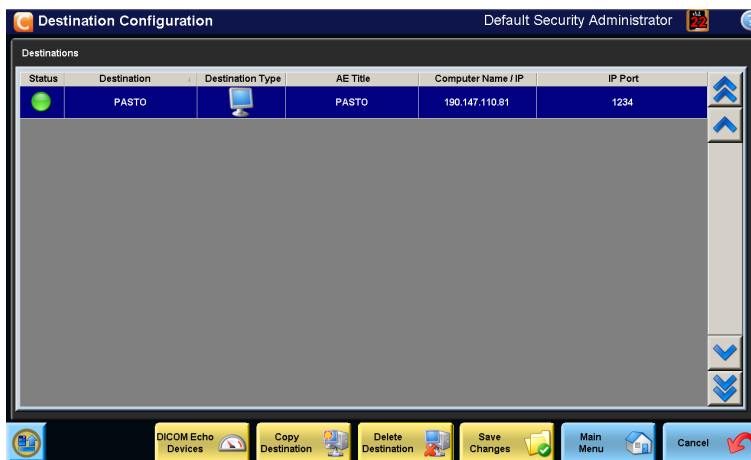 Destination Configuration
Default Security Administrator
22
Destinations
Status Destination Destination Type AE Title Computer Name / IP IP Port
PASTO PASTO 190.147.110.81 1234
DICOM Echo
Devices
Copy
Destination
Delete
Destination
Save
Changes
Main
Menu
Cancel